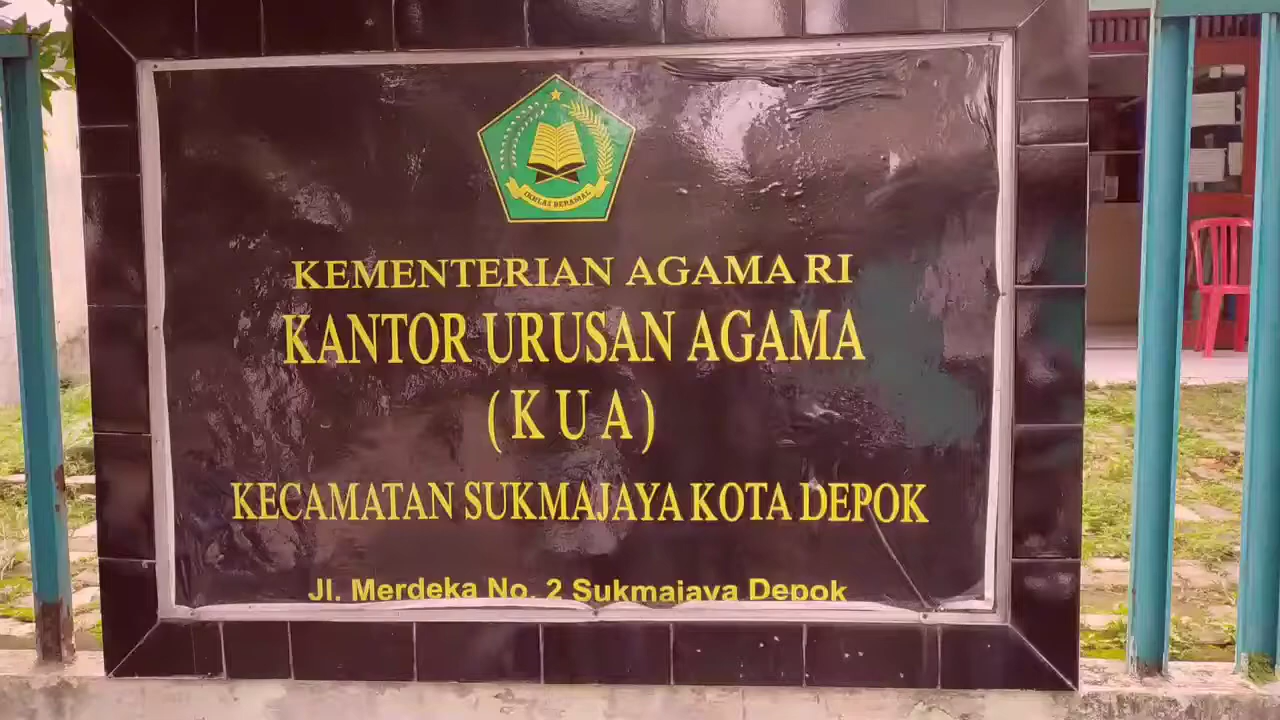 IKHLAS BERAMAL
KEMENTERIAN AGAMA RI
KANTOR URUSAN AGAMA
(K U A)
KECAMATAN SUKMAJAYA KOTA DEPOK
Jl. Merdeka No. 2 Sukmajaya Depok